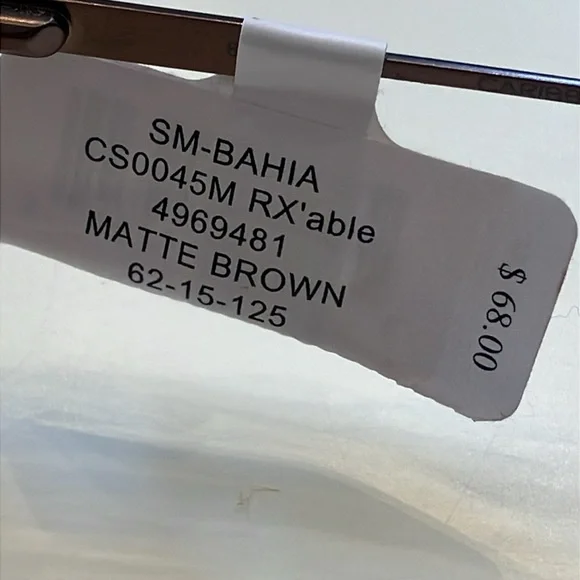 SM-BAHIA
CS0045M RX'able
4969481
MATTE BROWN
62-15-125
$ 68.00